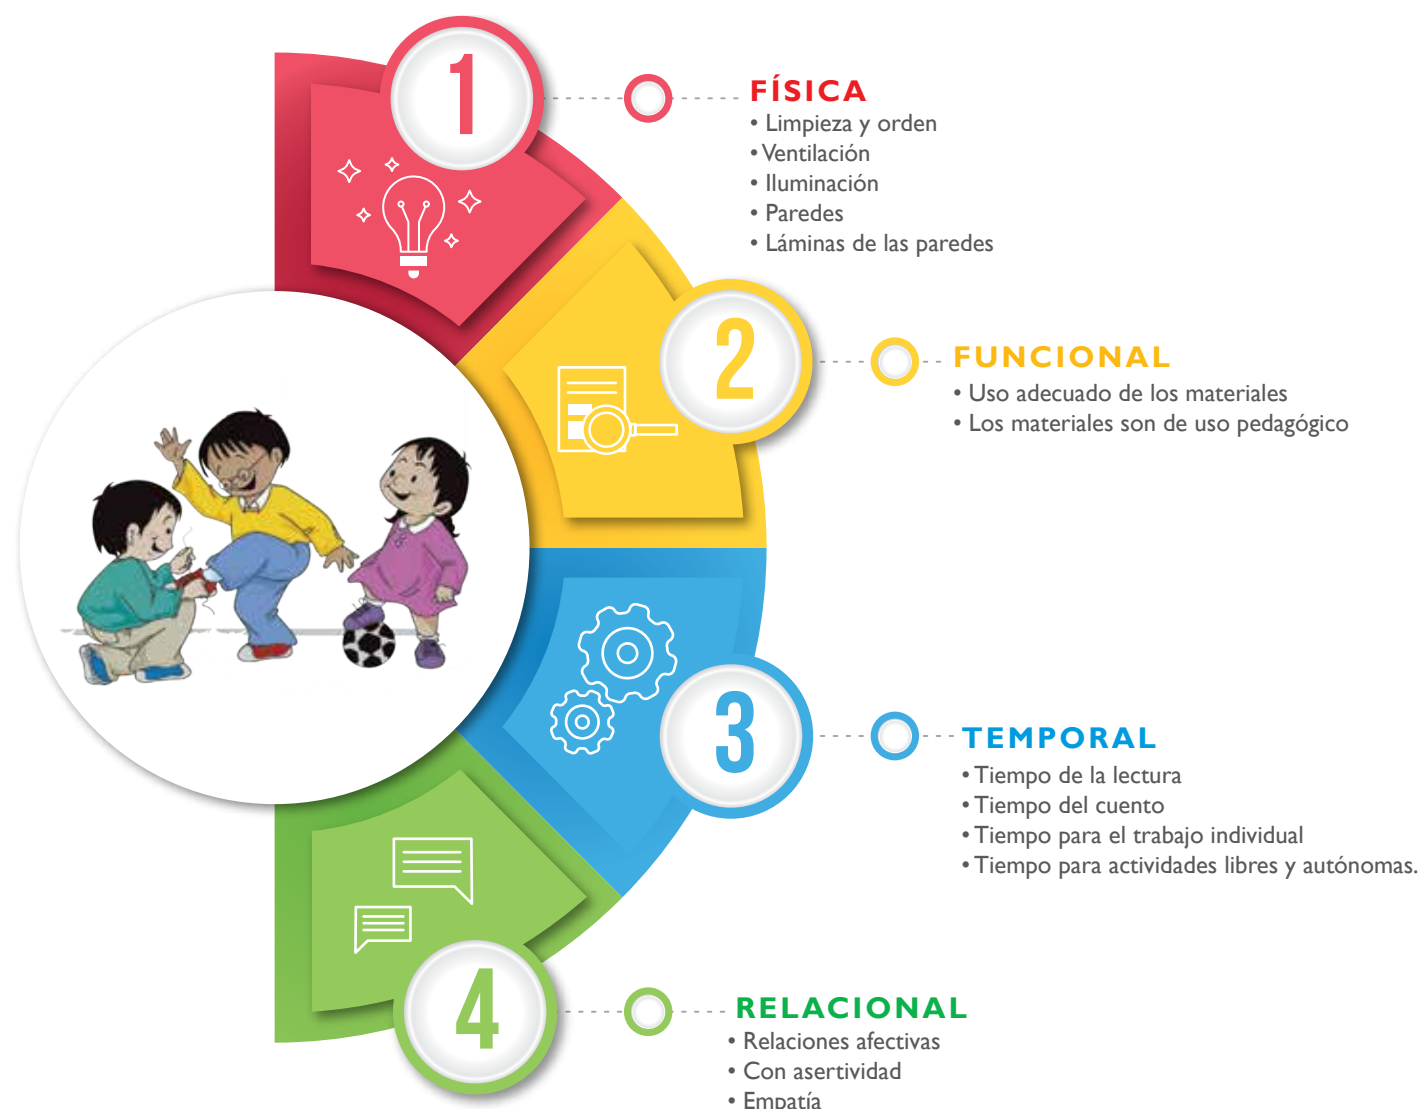 1
FÍSICA
• Limpieza y orden
• Ventilación
• Iluminación
• Paredes
• Láminas de las paredes
2
FUNCIONAL
• Uso adecuado de los materiales
• Los materiales son de uso pedagógico
3
TEMPORAL
• Tiempo de la lectura
• Tiempo del cuento
• Tiempo para el trabajo individual
• Tiempo para actividades libres y autónomas.
4
RELACIONAL
• Relaciones afectivas
• Con asertividad
• Empatía